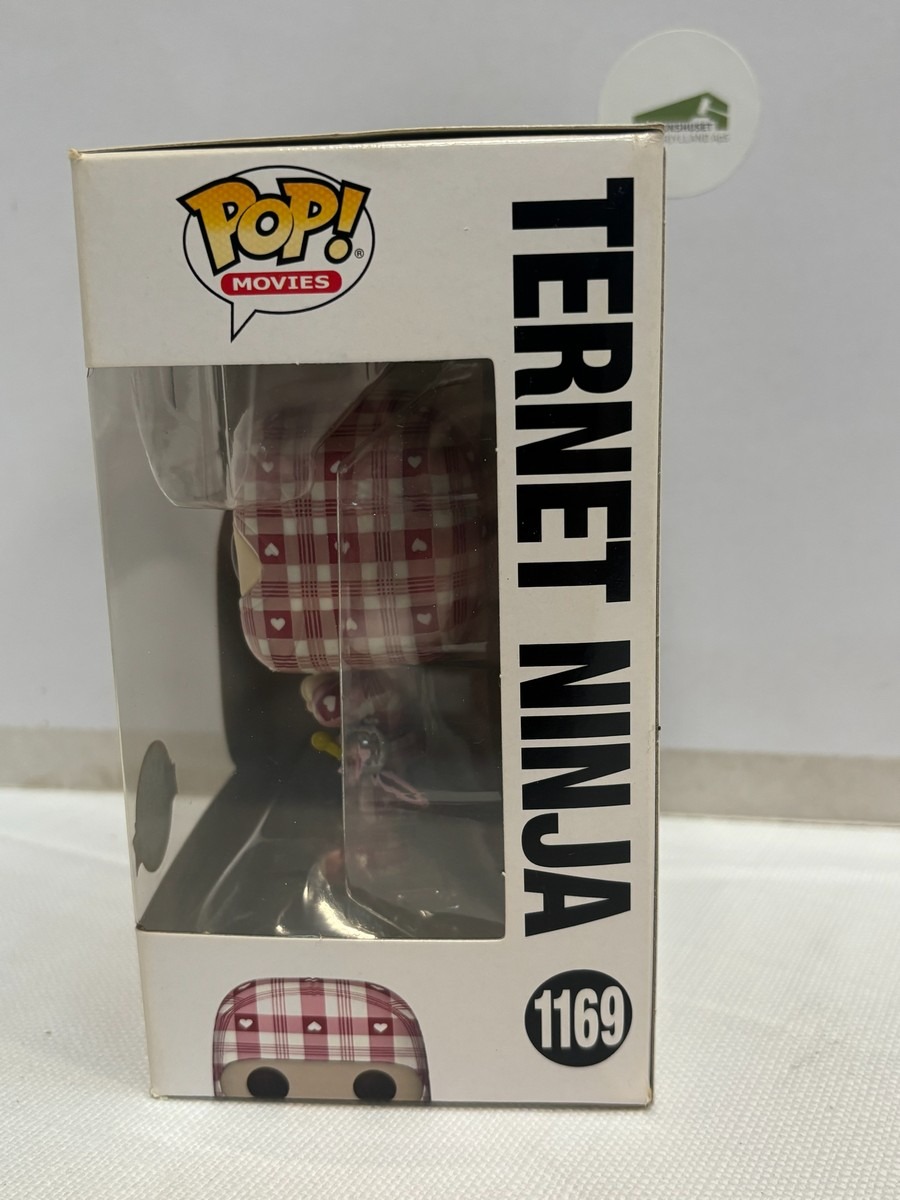 POP!
®
MOVIES
TERNET NINJA
1169